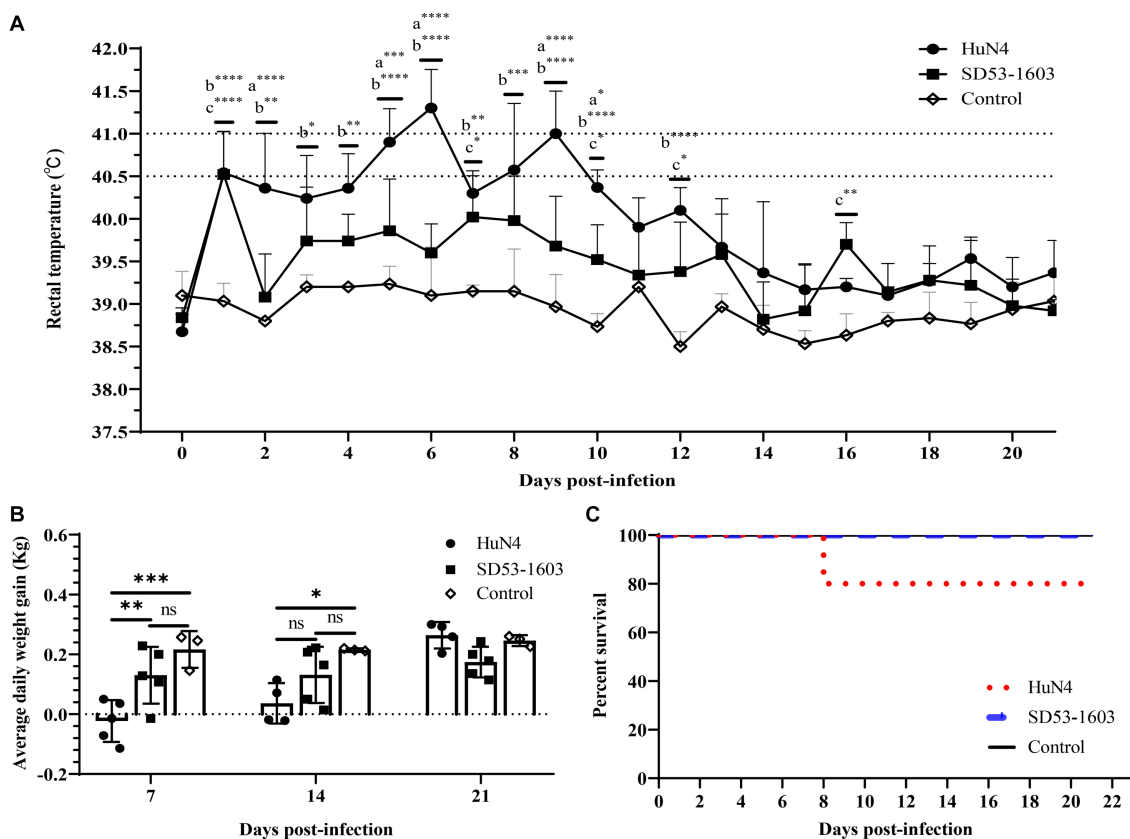 A
Rectal temperature (℃)
42.0
41.5
41.0
40.5
40.0
39.5
39.0
38.5
38.0
37.5
b****
c****
a****
b**
b*
b**
a***
b****
a****
b****
b**
c*
b***
a****
b****
a*
b****
c*
b****
c*
c**
HuN4
SD53-1603
Control
0 2 4 6 8 10 12 14 16 18 20
Days post-infetion
B
Average daily weight gain (Kg)
0.6
0.4
0.2
0.0
-0.2
***
** ns
*
ns ns
HuN4
SD53-1603
Control
7 14 21
Days post-infection
C
Percent survival
100
80
60
40
20
0
HuN4
SD53-1603
Control
0 2 4 6 8 10 12 14 16 18 20 22
Days post-infection